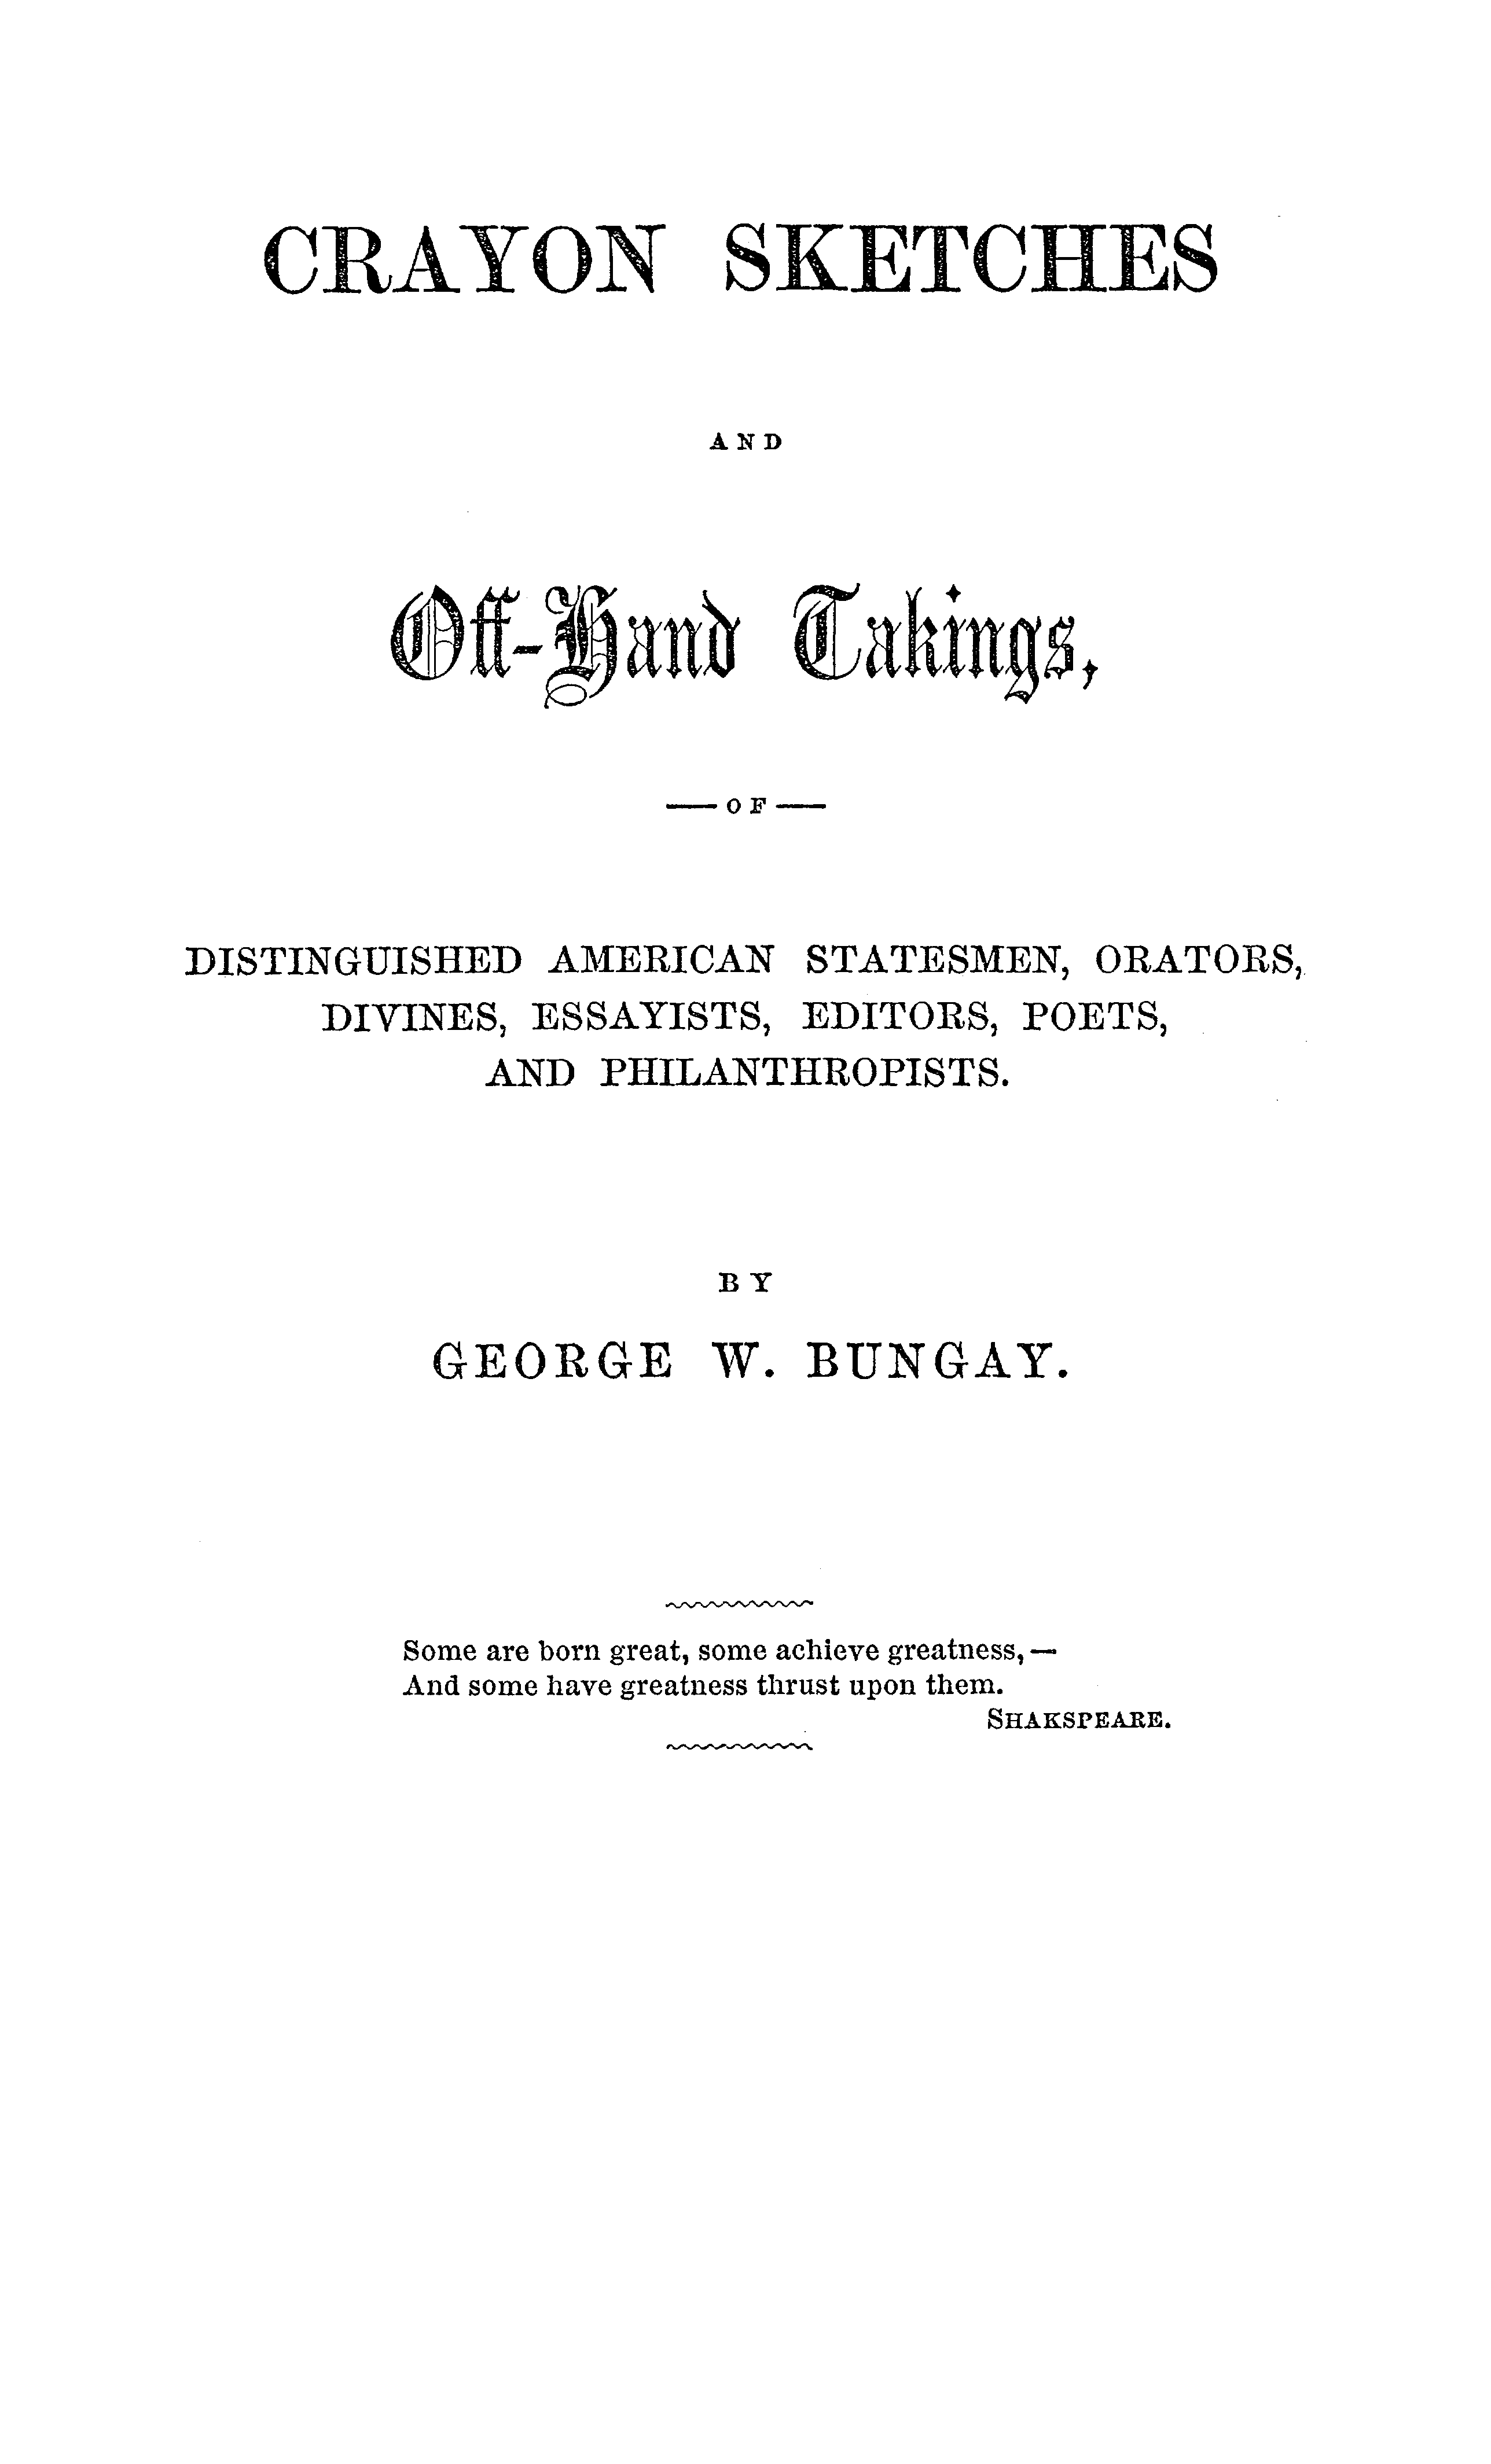 CRAYON SKETCHES
AND
Off-Hand Takings,
—OF—
DISTINGUISHED AMERICAN STATESMEN, ORATORS,
DIVINES, ESSAYISTS, EDITORS, POETS,
AND PHILANTHROPISTS.
BY
GEORGE W. BUNGAY.
Some are born great, some achieve greatness,—
And some have greatness thrust upon them.
SHAKSPEARE.